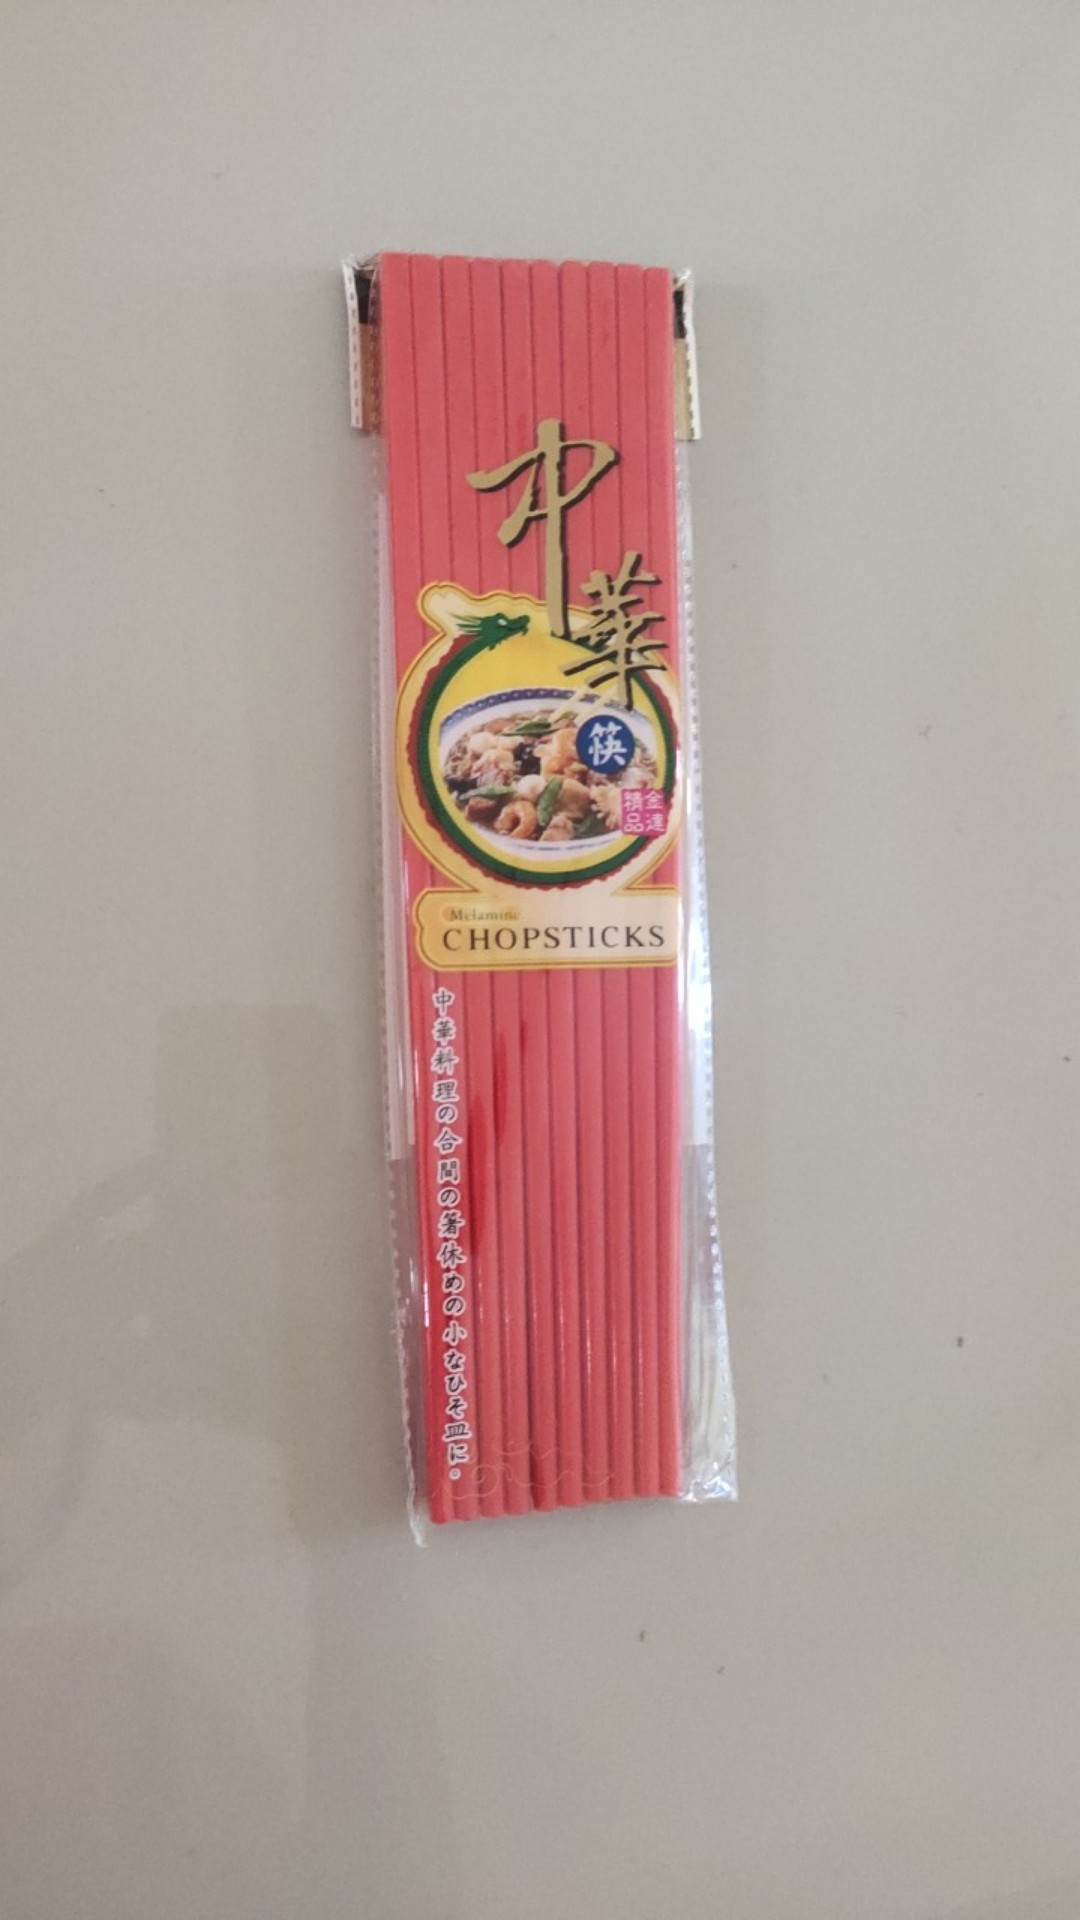 中華
筷
金達
精品
Melamine
CHOPSTICKS
中華料理の合間の箸休めの小なひそ皿に。